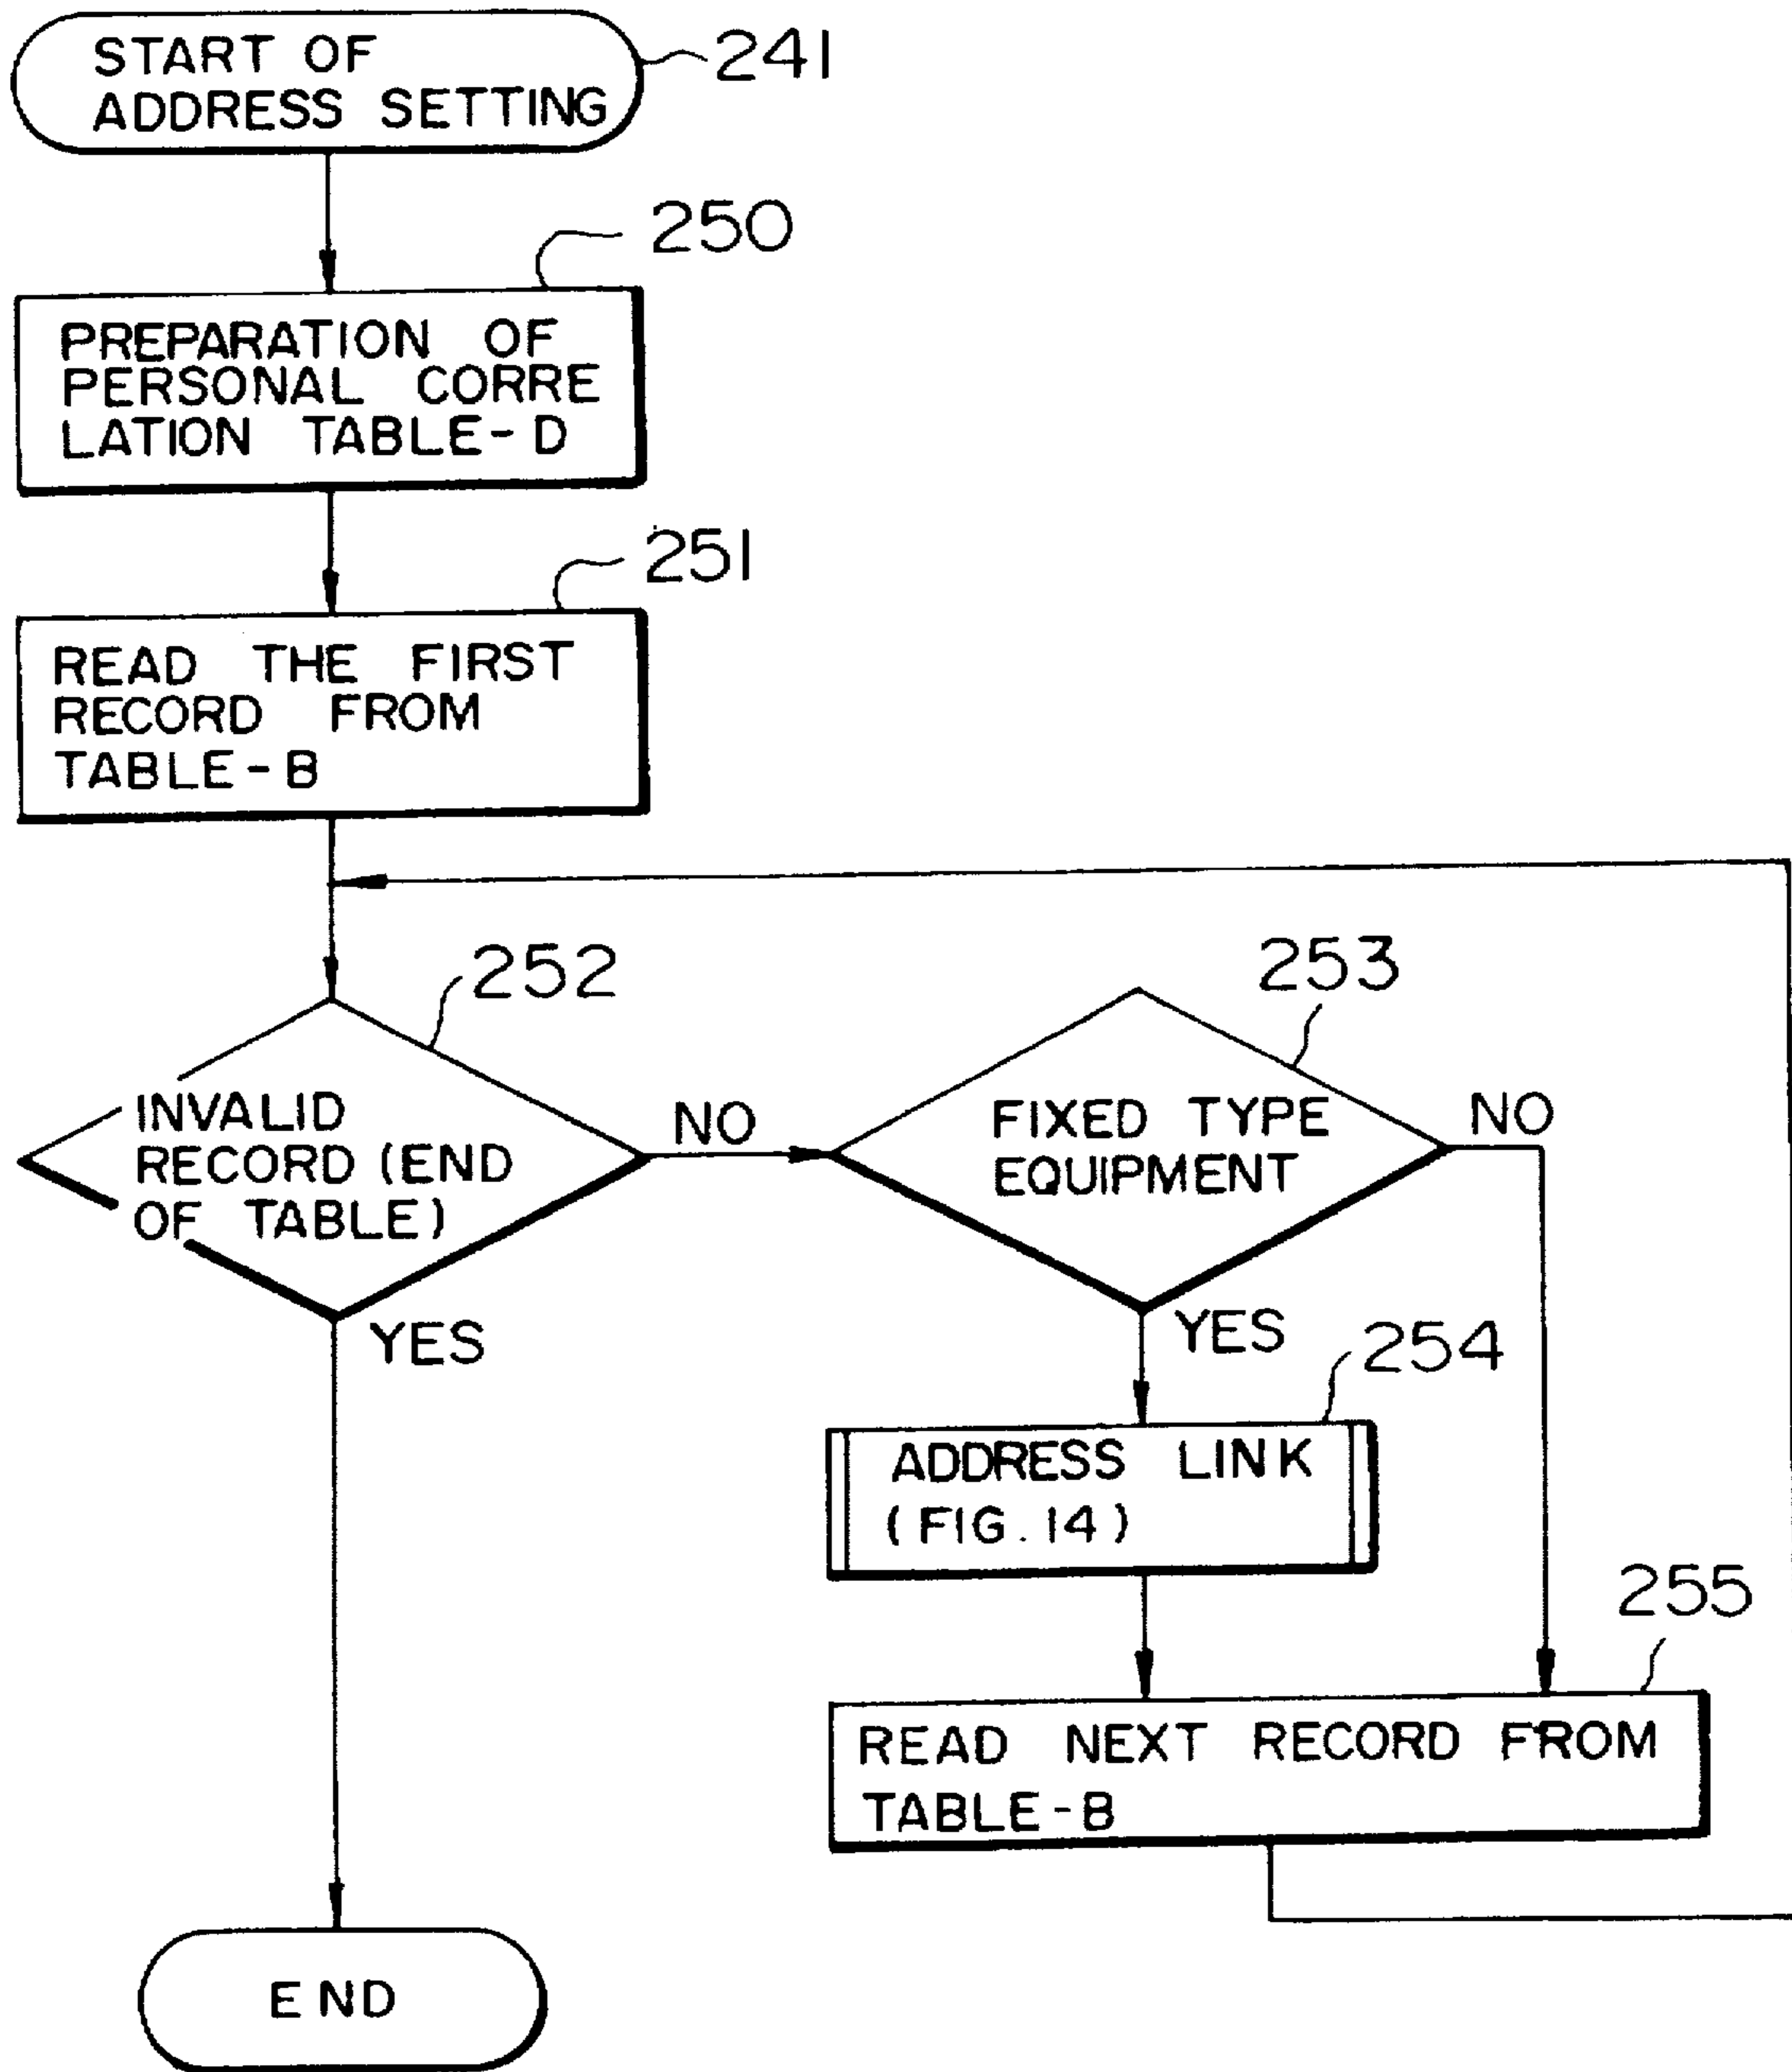 START OF
ADDRESS SETTING
241
250
PREPARATION OF
PERSONAL CORRE
LATION TABLE-D
251
READ THE FIRST
RECORD FROM
TABLE-B
252
INVALID
RECORD (END
OF TABLE)
NO
YES
253
FIXED TYPE
EQUIPMENT
NO
YES
254
ADDRESS LINK
(FIG. 14)
255
READ NEXT RECORD FROM
TABLE-B
END